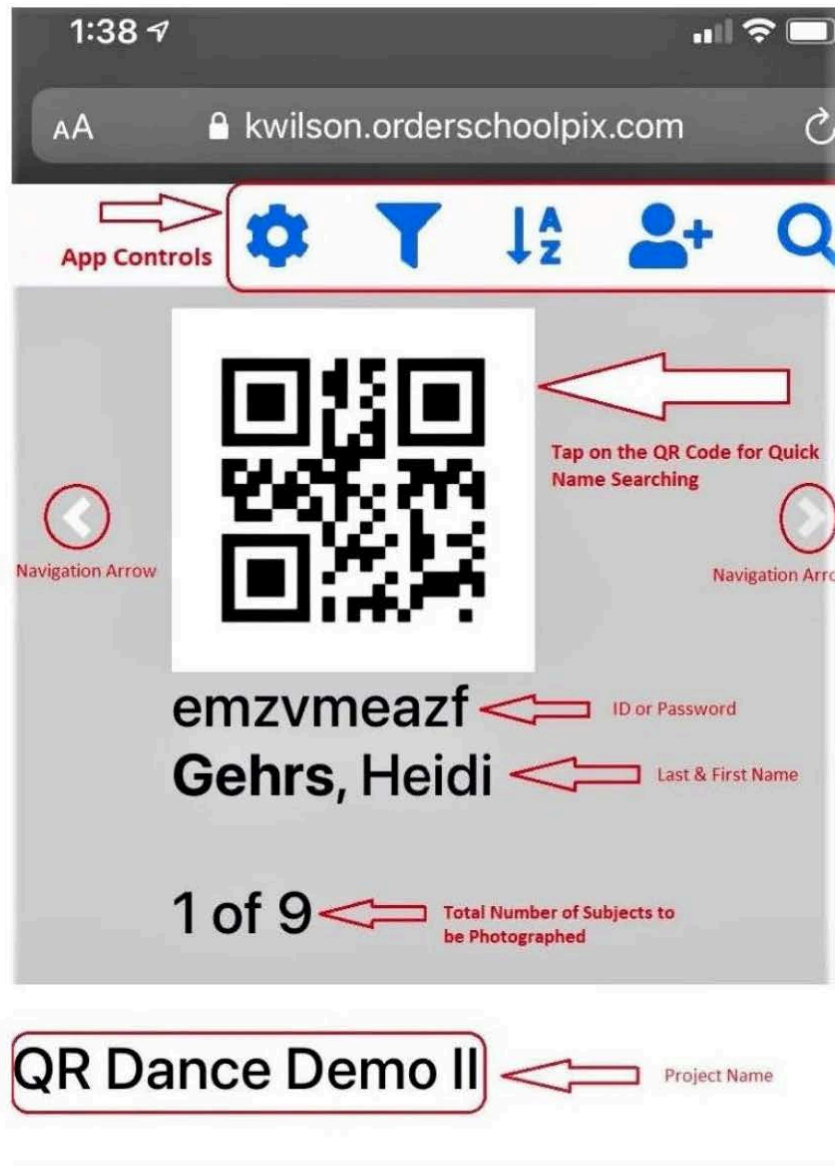 1:38
AA kwilson.orderschoolpix.com
App Controls
A
Z
Tap on the QR Code for Quick
Name Searching
Navigation Arrow
Navigation Arro
emzvmeazf
ID or Password
Gehrs, Heidi
Last & First Name
1 of 9
Total Number of Subjects to
be Photographed
QR Dance Demo II
Project Name